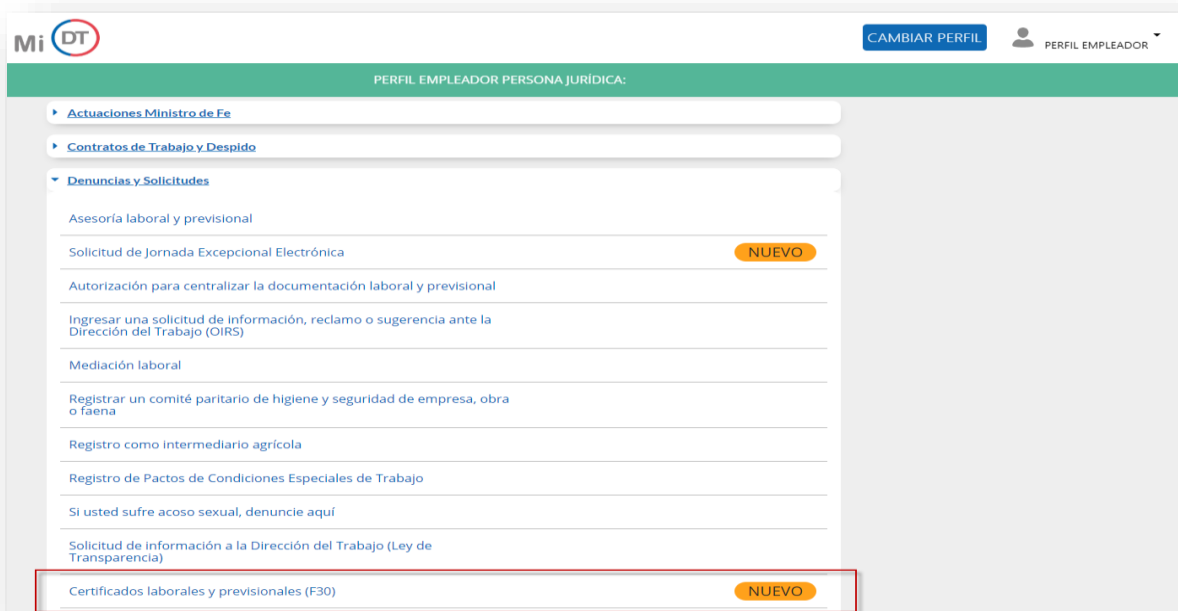 Mi DT
CAMBIAR PERFIL
PERFIL EMPLEADOR
PERFIL EMPLEADOR PERSONA JURÍDICA:
Actuaciones Ministro de Fe
Contratos de Trabajo y Despido
Denuncias y Solicitudes
Asesoría laboral y previsional
Solicitud de Jornada Excepcional Electrónica NUEVO
Autorización para centralizar la documentación laboral y previsional
Ingresar una solicitud de información, reclamo o sugerencia ante la
Dirección del Trabajo (OIRS)
Mediación laboral
Registrar un comité paritario de higiene y seguridad de empresa, obra
o faena
Registro como intermediario agrícola
Registro de Pactos de Condiciones Especiales de Trabajo
Si usted sufre acoso sexual, denuncie aquí
Solicitud de información a la Dirección del Trabajo (Ley de
Transparencia)
Certificados laborales y previsionales (F30) NUEVO